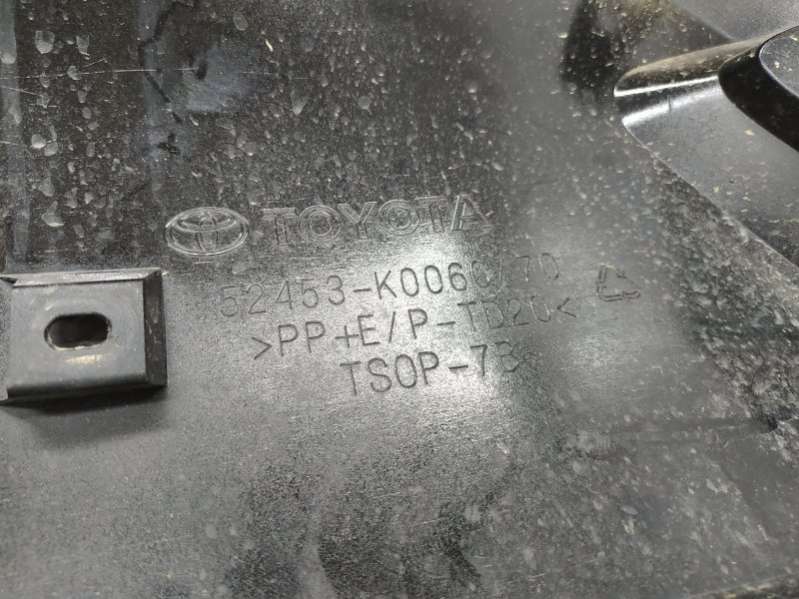 TOYOTA
52453-K0060/70
>PP+E/P-TD20<
TSOP-7B